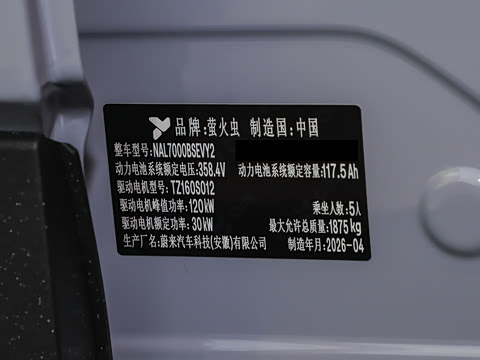 品牌:萤火虫 制造国:中国
整车型号:NAL7000BSEVY2
动力电池系统额定电压:358.4V 动力电池系统额定容量:117.5Ah
驱动电机型号:TZ160S012
驱动电机峰值功率:120kW 乘坐人数:5人
驱动电机额定功率:30kW 最大允许总质量:1875kg
生产厂名:蔚来汽车科技(安徽)有限公司 制造年月:2026-04